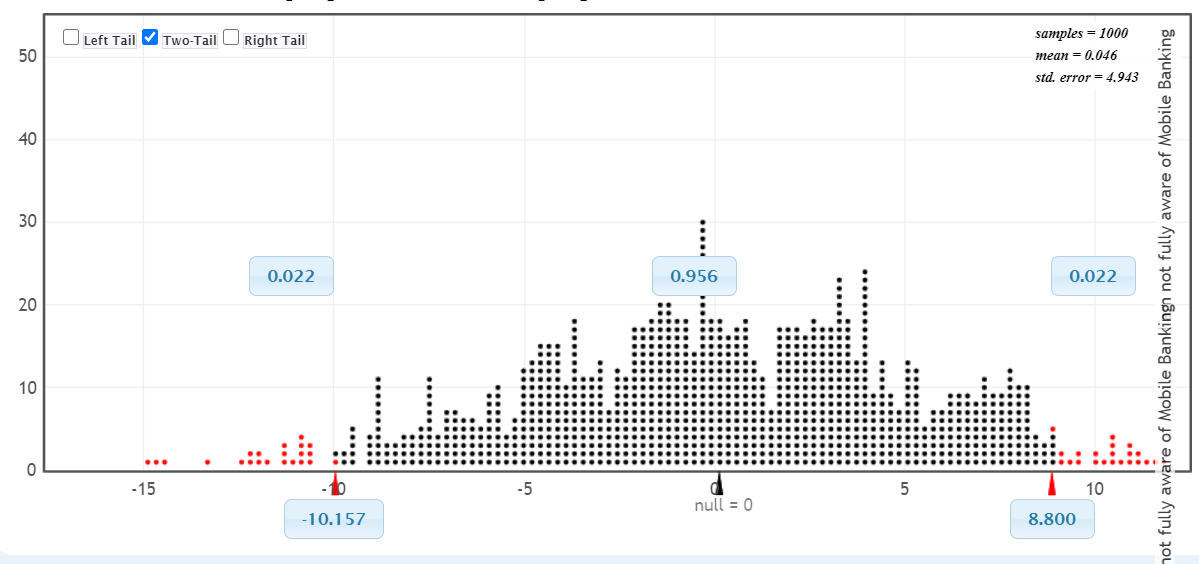 Left Tail Two-Tail Right Tail
samples = 1000
mean = 0.046
std. error = 4.943
50
40
30
20
10
0
0.022
0.956
0.022
-15
-10
-5
0
5
10
null = 0
-10.157
8.800
not fully aware of Mobile Banking n not fully aware of Mobile Banking